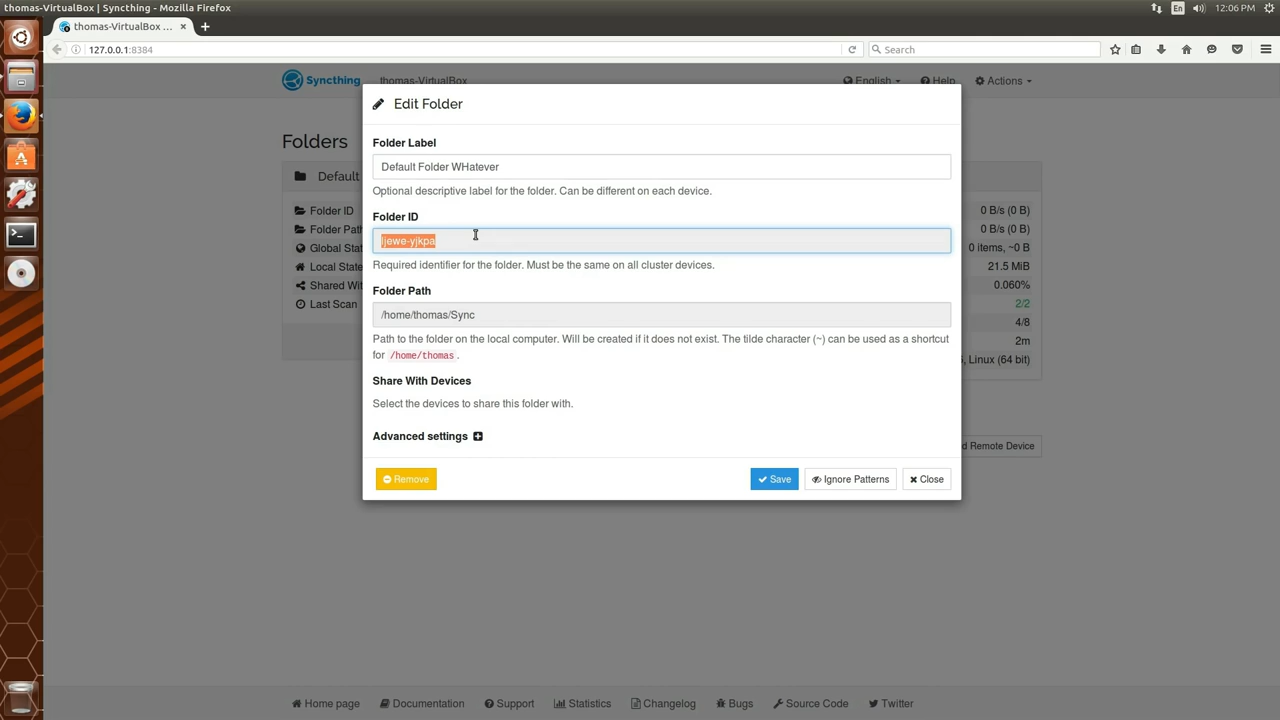 thomas-VirtualBox | Syncthing - Mozilla Firefox
En
12:06 PM
thomas-VirtualBox ...
127.0.0.1:8384
Search
Syncthing
thomas-VirtualBox
English
Help
Actions
Edit Folder
Folders
Folder Label
Default
Default Folder WHatever
Optional descriptive label for the folder. Can be different on each device.
Folder ID
0 B/s (0 B)
Folder ID
Folder Path
0 B/s (0 B)
ljewe-yjkpa
Global Stat
0 items, ~0 B
Required identifier for the folder. Must be the same on all cluster devices.
Local State
21.5 MiB
Shared Wit
0.060%
Folder Path
Last Scan
2/2
/home/thomas/Sync
4/8
Path to the folder on the local computer. Will be created if it does not exist. The tilde character (~) can be used as a shortcut
for /home/thomas .
2m
, Linux (64 bit)
Share With Devices
Select the devices to share this folder with.
Advanced settings
d Remote Device
Remove
Save
Ignore Patterns
Close
Home page
Documentation
Support
Statistics
Changelog
Bugs
Source Code
Twitter